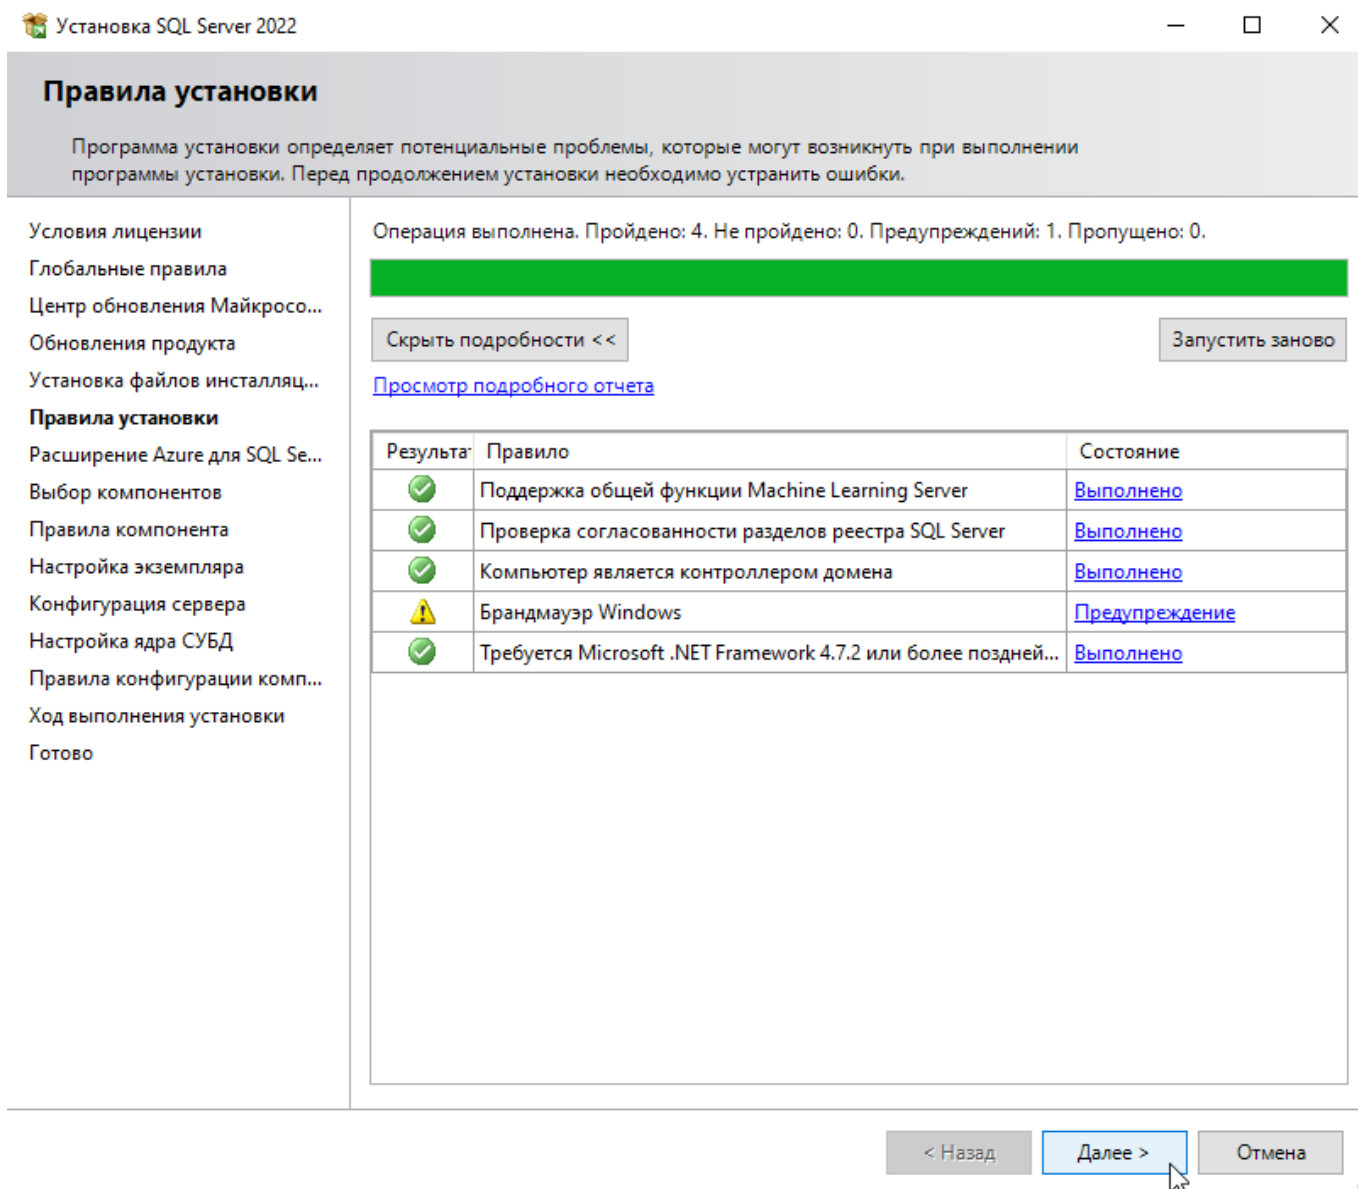 Установка SQL Server 2022
Правила установки
Программа установки определяет потенциальные проблемы, которые могут возникнуть при выполнении
программы установки. Перед продолжением установки необходимо устранить ошибки.
Условия лицензии
Глобальные правила
Центр обновления Майкросо...
Обновления продукта
Установка файлов инсталляц...
Правила установки
Расширение Azure для SQL Se...
Выбор компонентов
Правила компонента
Настройка экземпляра
Конфигурация сервера
Настройка ядра СУБД
Правила конфигурации комп...
Ход выполнения установки
Готово
Операция выполнена. Пройдено: 4. Не пройдено: 0. Предупреждений: 1. Пропущено: 0.
Скрыть подробности <<
Запустить заново
Просмотр подробного отчета
Результат Правило Состояние
Поддержка общей функции Machine Learning Server Выполнено
Проверка согласованности разделов реестра SQL Server Выполнено
Компьютер является контроллером домена Выполнено
Брандмауэр Windows Предупреждение
Требуется Microsoft .NET Framework 4.7.2 или более поздней... Выполнено
< Назад
Далее >
Отмена